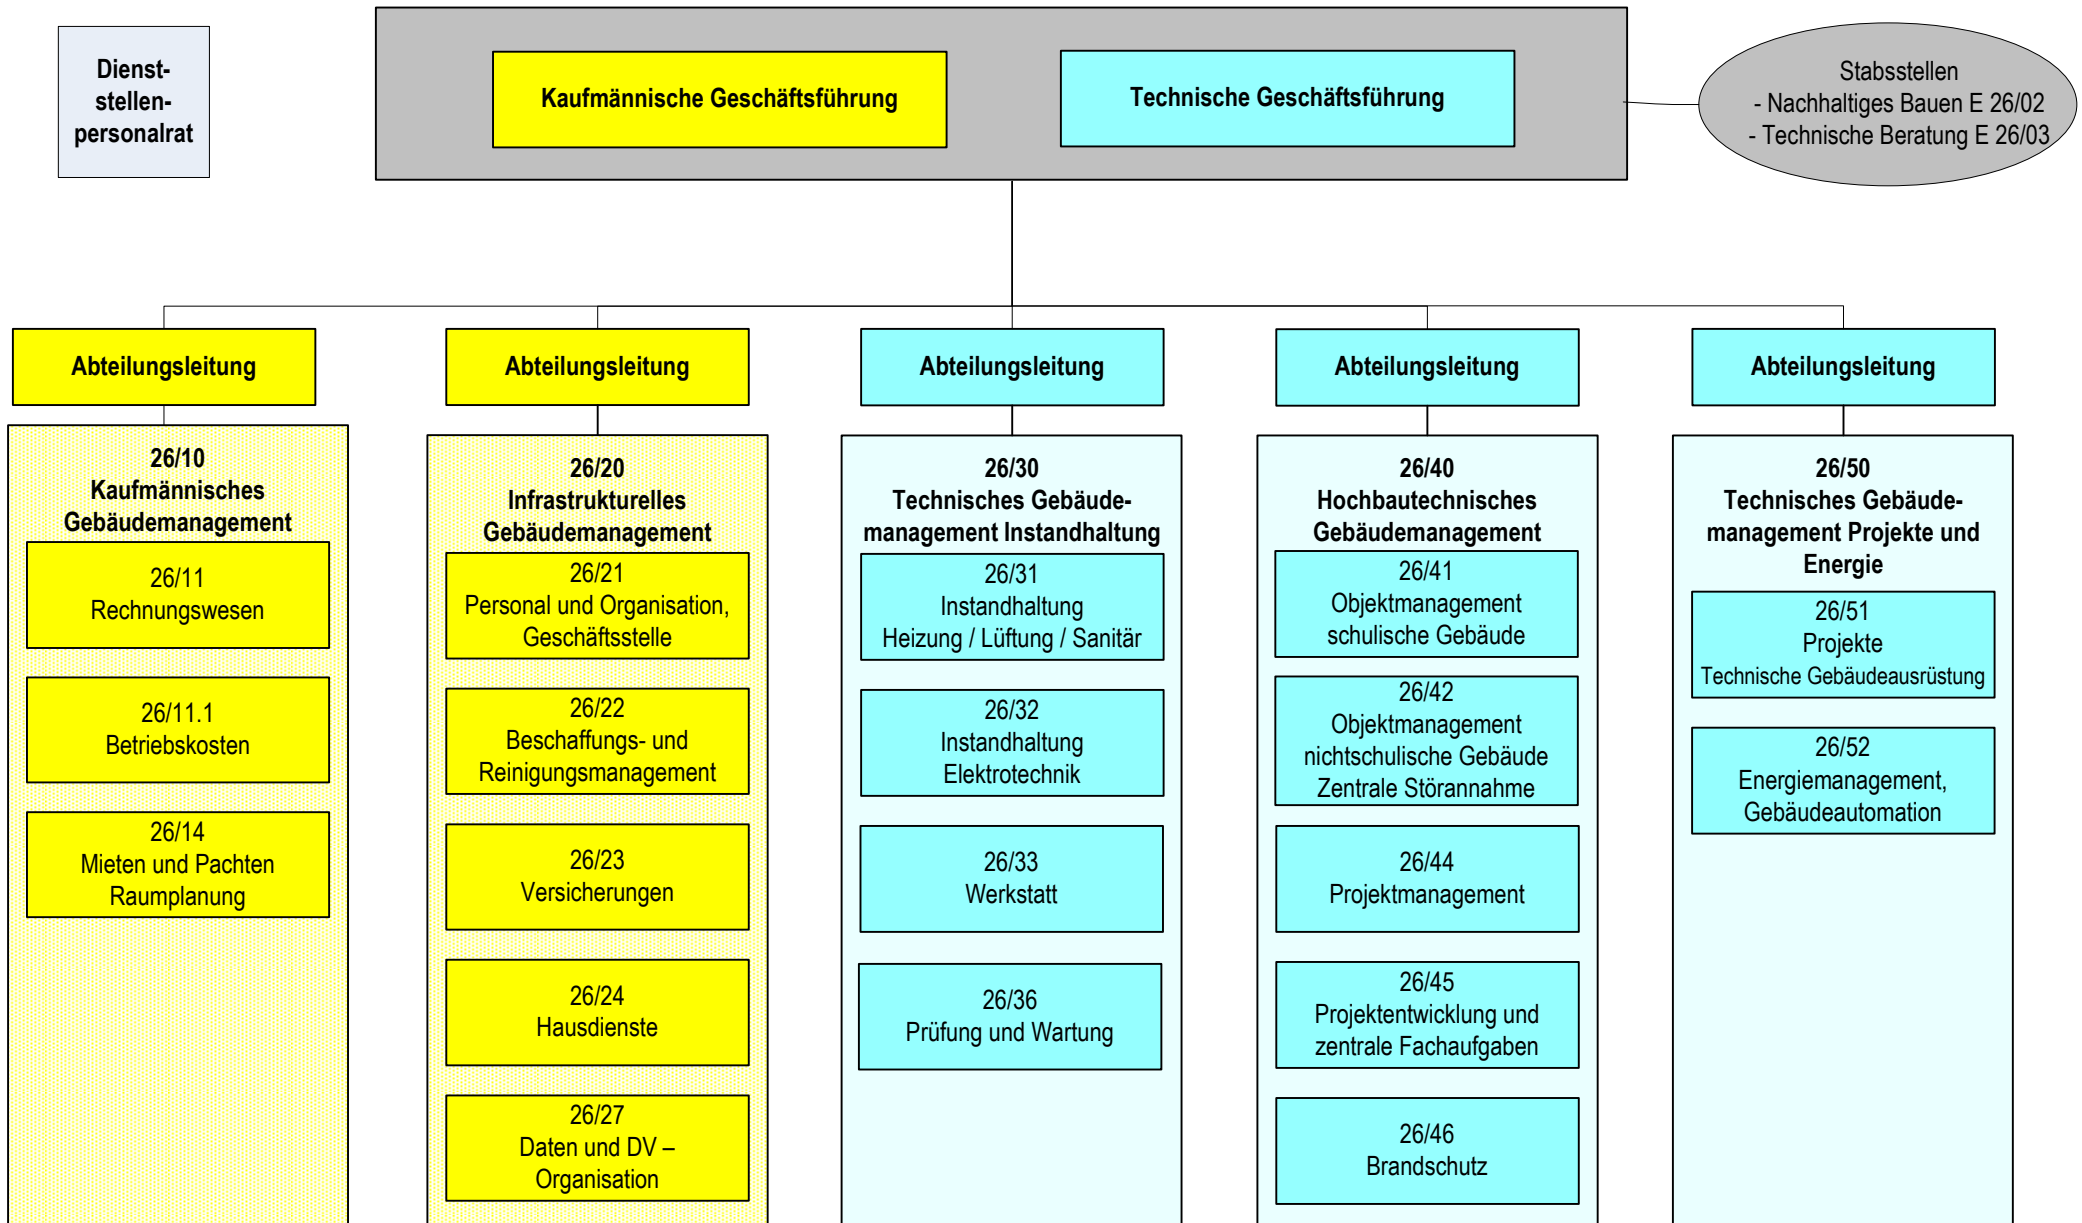 Dienst-
stellen-
personalrat
Kaufmännische Geschäftsführung
Technische Geschäftsführung
Stabsstellen
- Nachhaltiges Bauen E 26/02
- Technische Beratung E 26/03
Abteilungsleitung
Abteilungsleitung
Abteilungsleitung
Abteilungsleitung
Abteilungsleitung
26/10
Kaufmännisches
Gebäudemanagement
26/11
Rechnungswesen
26/11.1
Betriebskosten
26/14
Mieten und Pachten
Raumplanung
26/20
Infrastrukturelles
Gebäudemanagement
26/21
Personal und Organisation,
Geschäftsstelle
26/22
Beschaffungs- und
Reinigungsmanagement
26/23
Versicherungen
26/24
Hausdienste
26/27
Daten und DV –
Organisation
26/30
Technisches Gebäude-
management Instandhaltung
26/31
Instandhaltung
Heizung / Lüftung / Sanitär
26/32
Instandhaltung
Elektrotechnik
26/33
Werkstatt
26/36
Prüfung und Wartung
26/40
Hochbautechnisches
Gebäudemanagement
26/41
Objektmanagement
schulische Gebäude
26/42
Objektmanagement
nichtschulische Gebäude
Zentrale Störannahme
26/44
Projektmanagement
26/45
Projektentwicklung und
zentrale Fachaufgaben
26/46
Brandschutz
26/50
Technisches Gebäude-
management Projekte und
Energie
26/51
Projekte
Technische Gebäudeausrüstung
26/52
Energiemanagement,
Gebäudeautomation